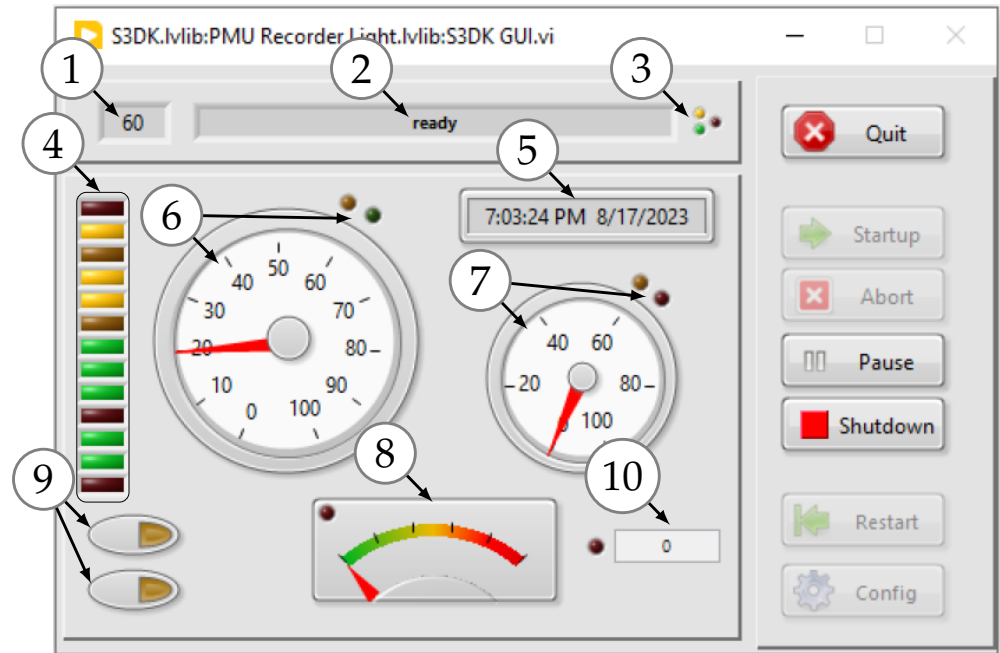 S3DK.lvlib:PMU Recorder Light.lvlib:S3DK GUI.vi
1
2
3
60
ready
Quit
4
5
7:03:24 PM 8/17/2023
6
Startup
50
40
60
7
Abort
30
70
40
60
20
80
Pause
10
90
20
80
0
100
0
100
Shutdown
8
10
9
Restart
0
Config